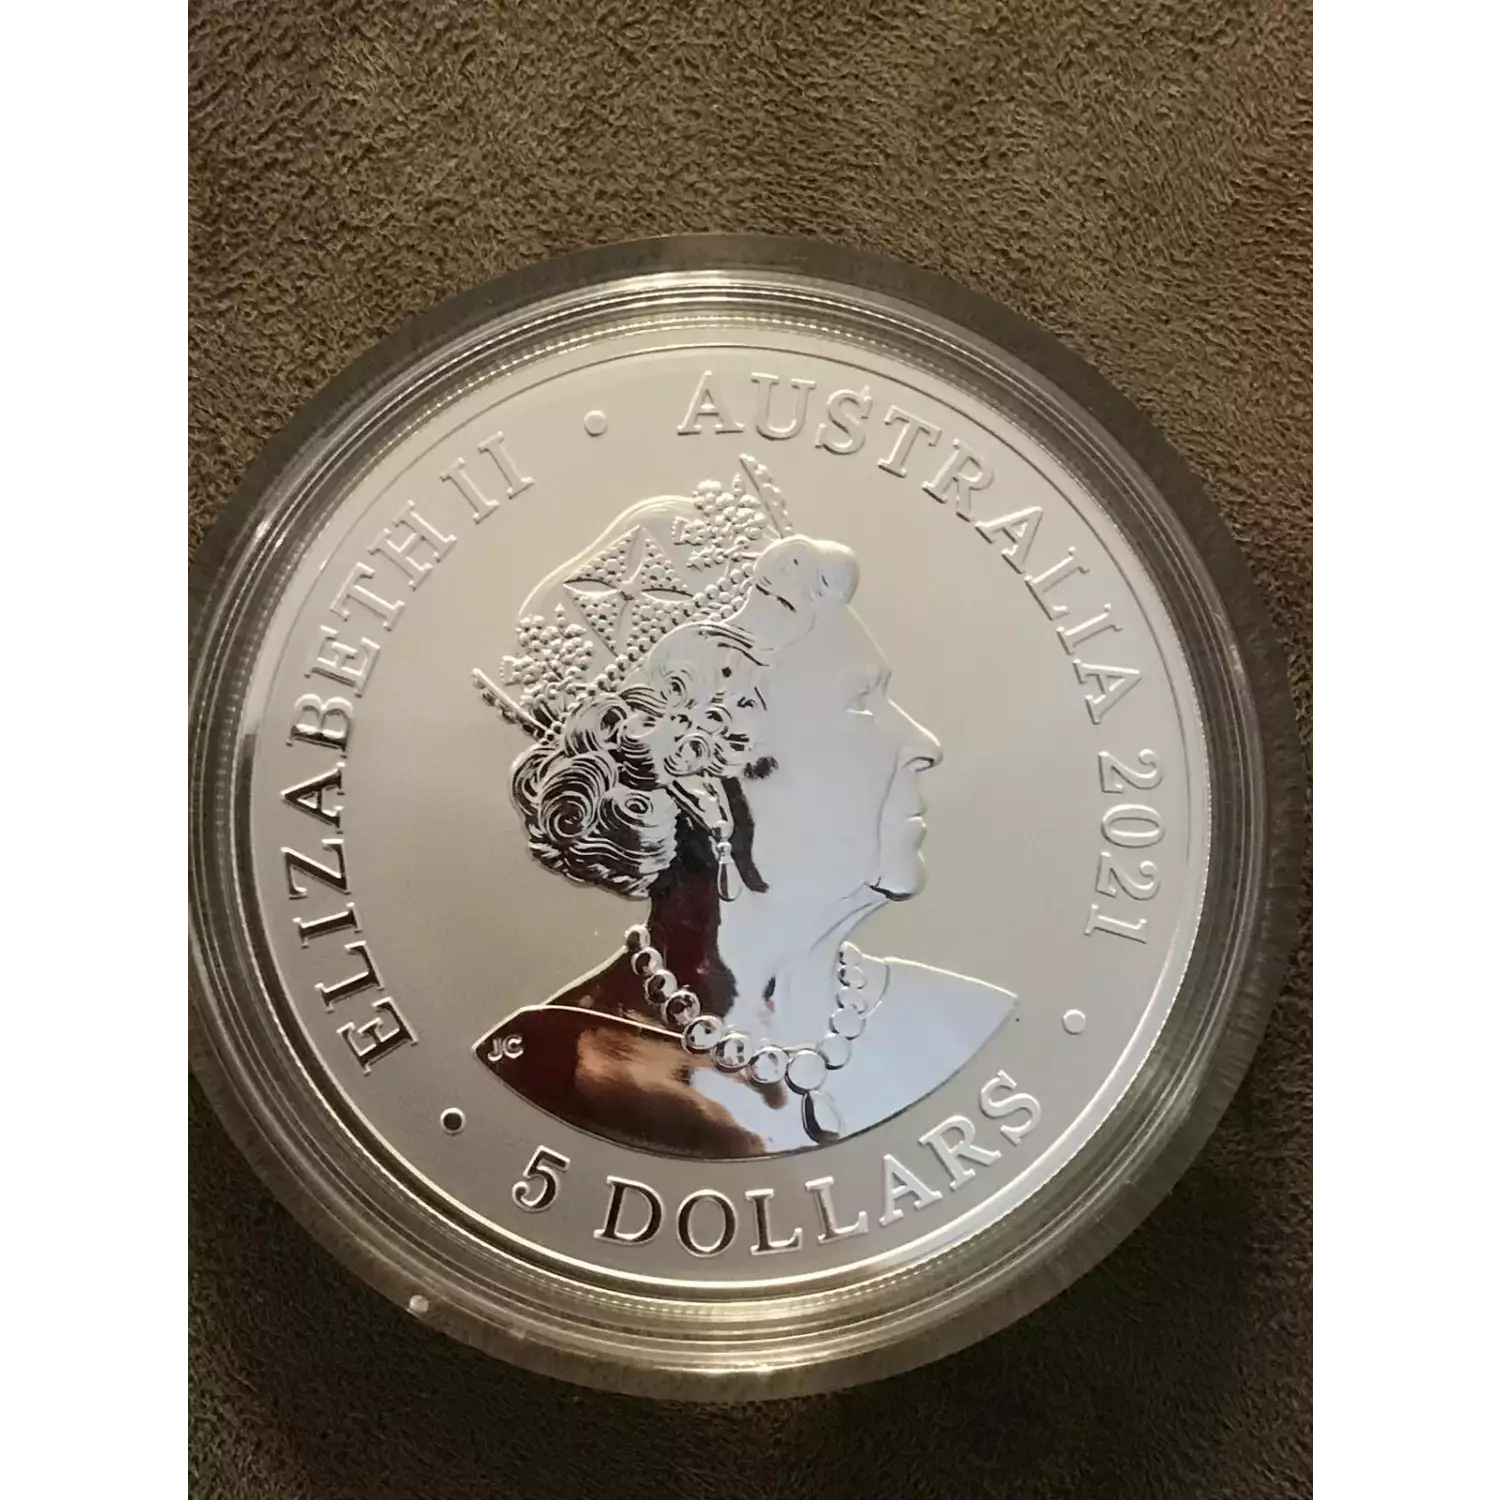 ELIZABETH II • AUSTRALIA 2021 •
5 DOLLARS •
JC